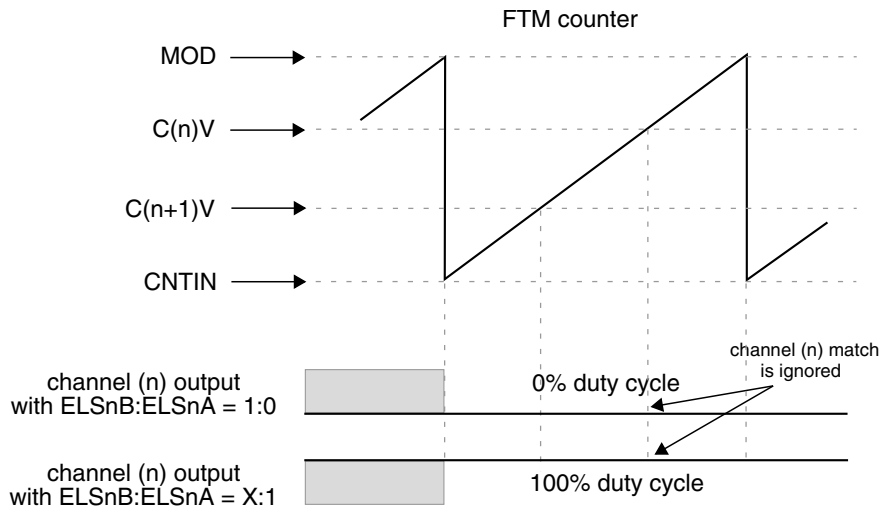 FTM counter
MOD
C(n)V
C(n+1)V
CNTIN
channel (n) match
is ignored
channel (n) output
with ELSnB:ELSnA = 1:0
0% duty cycle
channel (n) output
with ELSnB:ELSnA = X:1
100% duty cycle